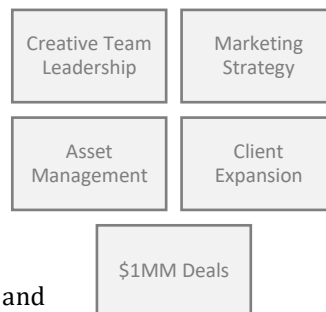 Creative Team
Leadership
Marketing
Strategy
Asset
Management
Client
Expansion
$1MM Deals
and